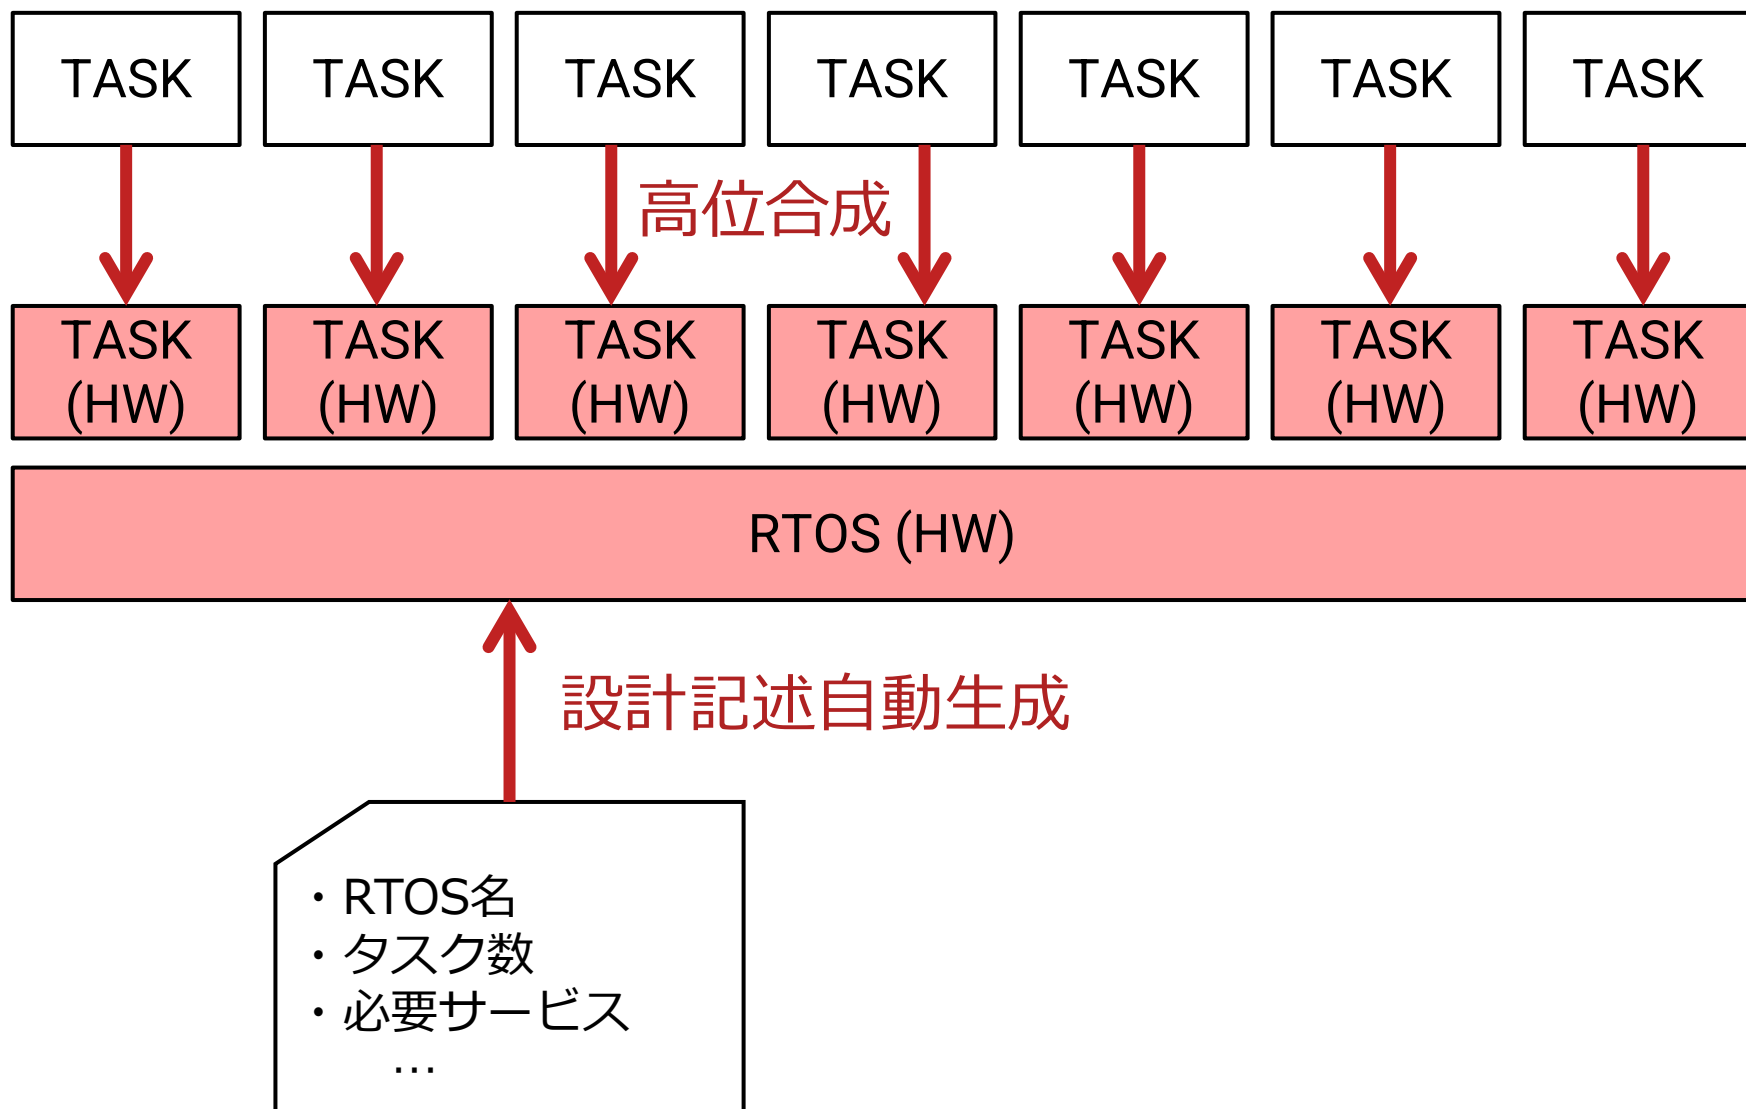 TASK TASK TASK TASK TASK TASK TASK
高位合成
TASK TASK TASK TASK TASK TASK TASK
(HW) (HW) (HW) (HW) (HW) (HW) (HW)
RTOS (HW)
設計記述自動生成
・RTOS名
・タスク数
・必要サービス
…